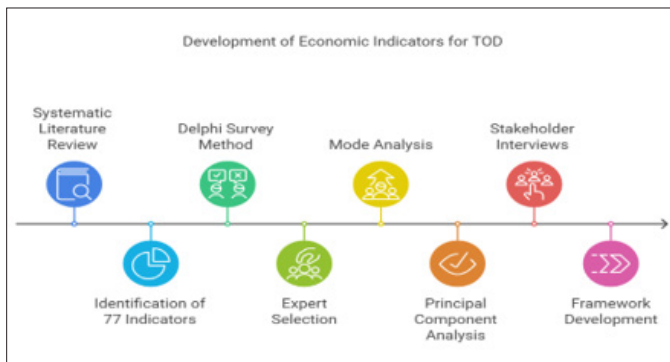 Development of Economic Indicators for TOD
Systematic
Literature
Review
Delphi Survey
Method
Mode Analysis
Stakeholder
Interviews
Identification of
77 Indicators
Expert
Selection
Principal
Component
Analysis
Framework
Development